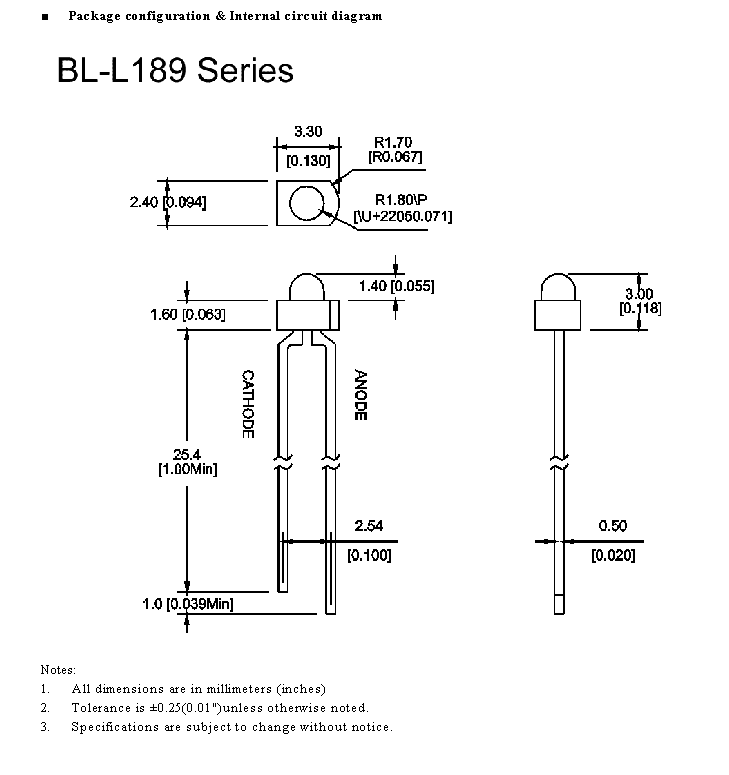 ■ Package configuration & Internal circuit diagram
BL-L189 Series
3.30
[0.130]
R1.70
[R0.067]
2.40 [0.094]
R1.80\P
[\U+22050.071]
1.40 [0.055]
1.60 [0.063]
3.00
[0.118]
CATHODE
ANODE
25.4
[1.00Min]
2.54
[0.100]
0.50
[0.020]
1.0 [0.039Min]
Notes:
1. All dimensions are in millimeters (inches)
2. Tolerance is ±0.25(0.01")unless otherwise noted.
3. Specifications are subject to change without notice.